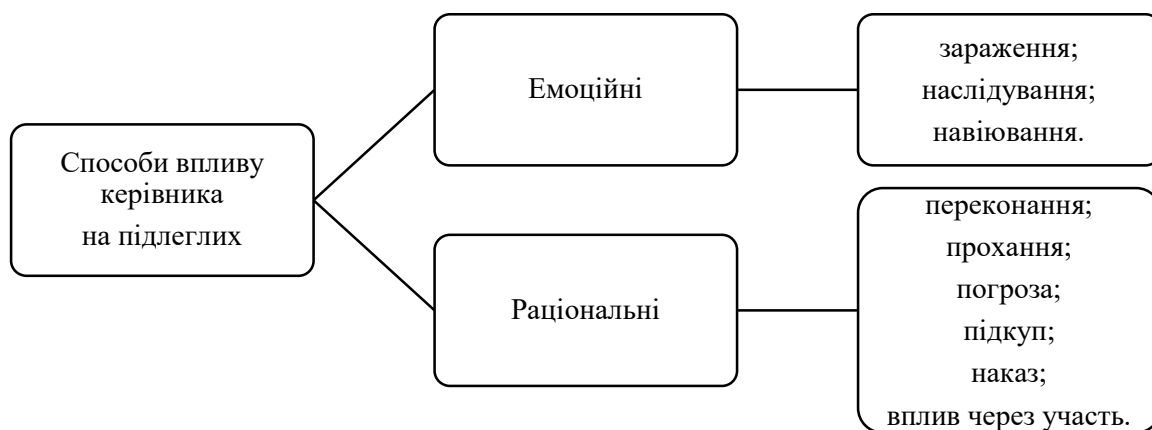 Способи впливу
керівника
на підлеглих
Емоційні
зараження;
наслідування;
навіювання.
Раціональні
переконання;
прохання;
погроза;
підкуп;
наказ;
вплив через участь.